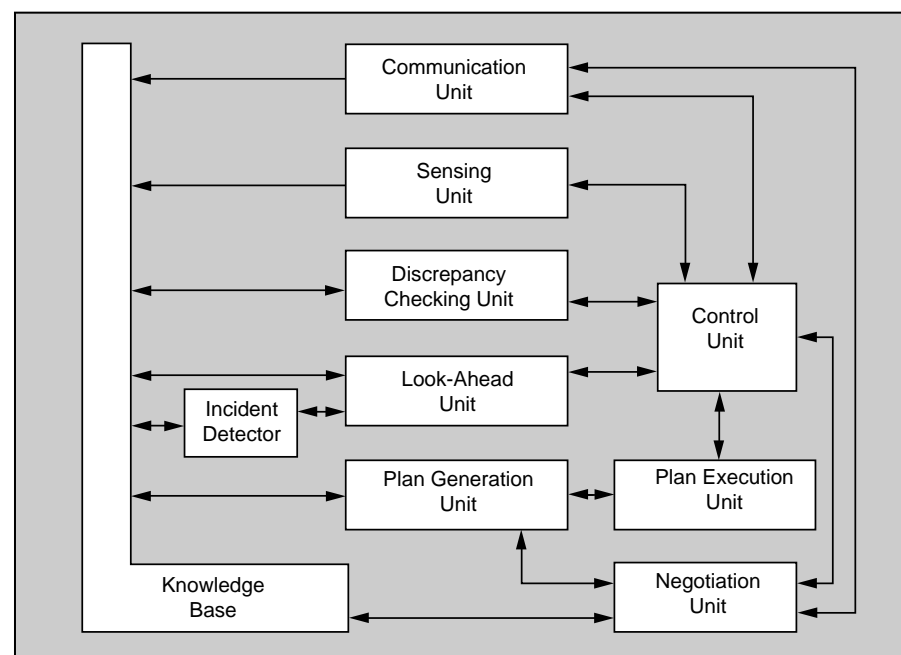 Communication
Unit
Sensing
Unit
Discrepancy
Checking Unit
Control
Unit
Look-Ahead
Unit
Incident
Detector
Plan Generation
Unit
Plan Execution
Unit
Knowledge
Base
Negotiation
Unit